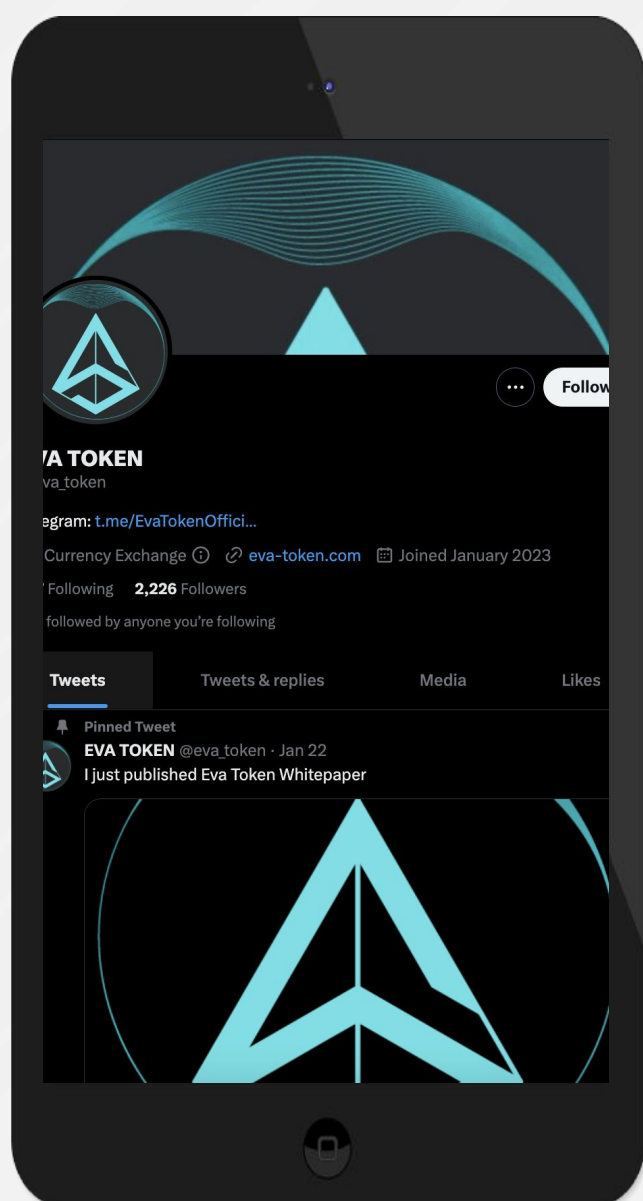 Follow
VA TOKEN
va_token
egram: t.me/EvaTokenOffici...
Currency Exchange eva-token.com Joined January 2023
Following 2,226 Followers
followed by anyone you're following
Tweets Tweets & replies Media Likes
Pinned Tweet
EVA TOKEN @eva_token · Jan 22
I just published Eva Token Whitepaper